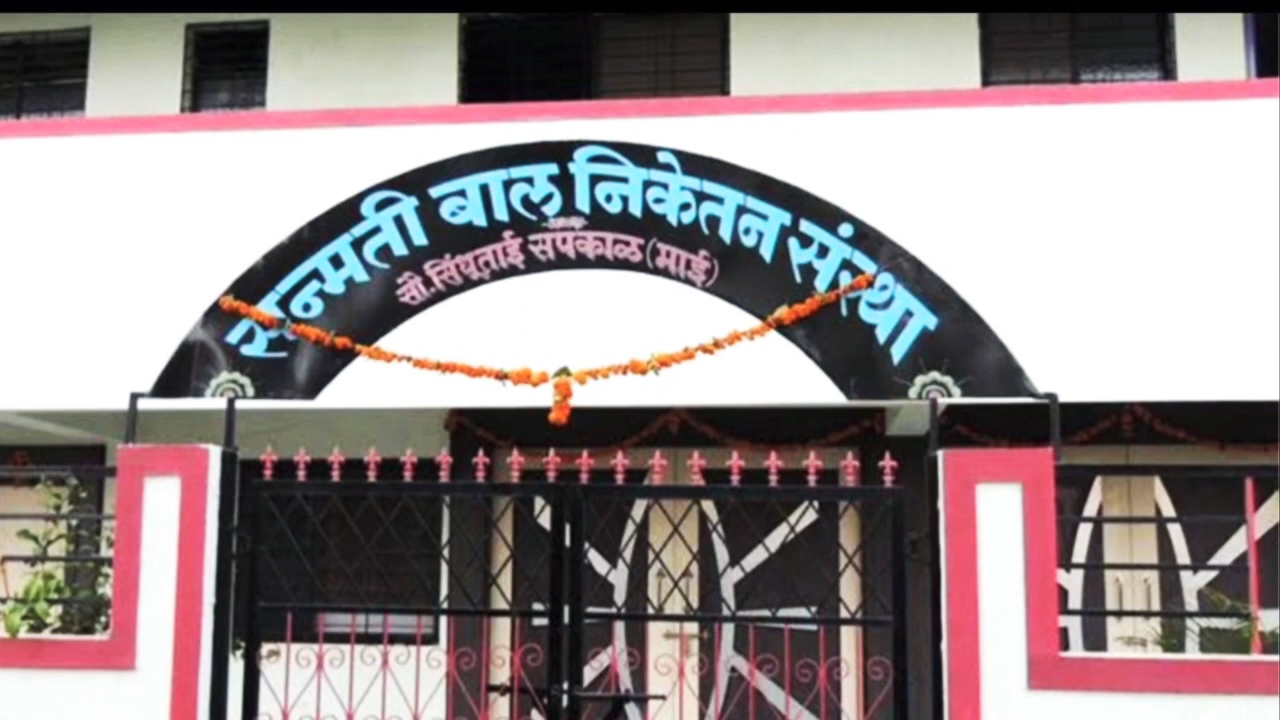 सन्मती बाल निकेतन संस्था
सौ.सिंधुताई सपकाळ (माई)